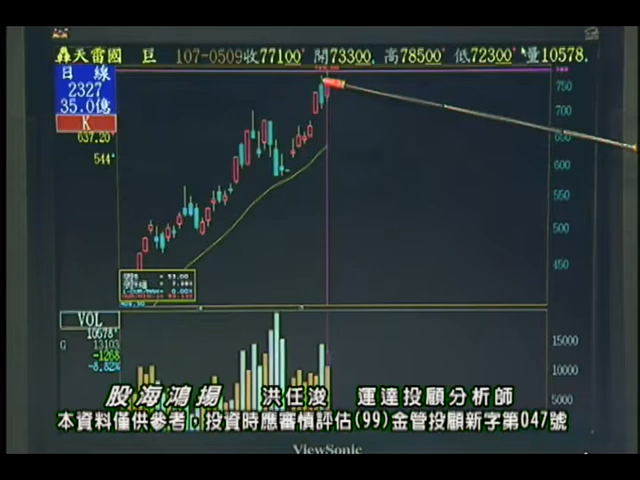 轟天雷國巨 107-0509收77100' 開73300' 高78500' 低72300' 量10578'
日 線
2327
35.0億
K
637.20
544
750
700
650
600
550
500
450
VOL
10578
G 13103
-1268
-8.82%
15000
10000
5000
股海鴻揚 洪任浚 運達投顧分析師
本資料僅供參考,投資時應審慎評估(99)金管投顧新字第047號
ViewSonic